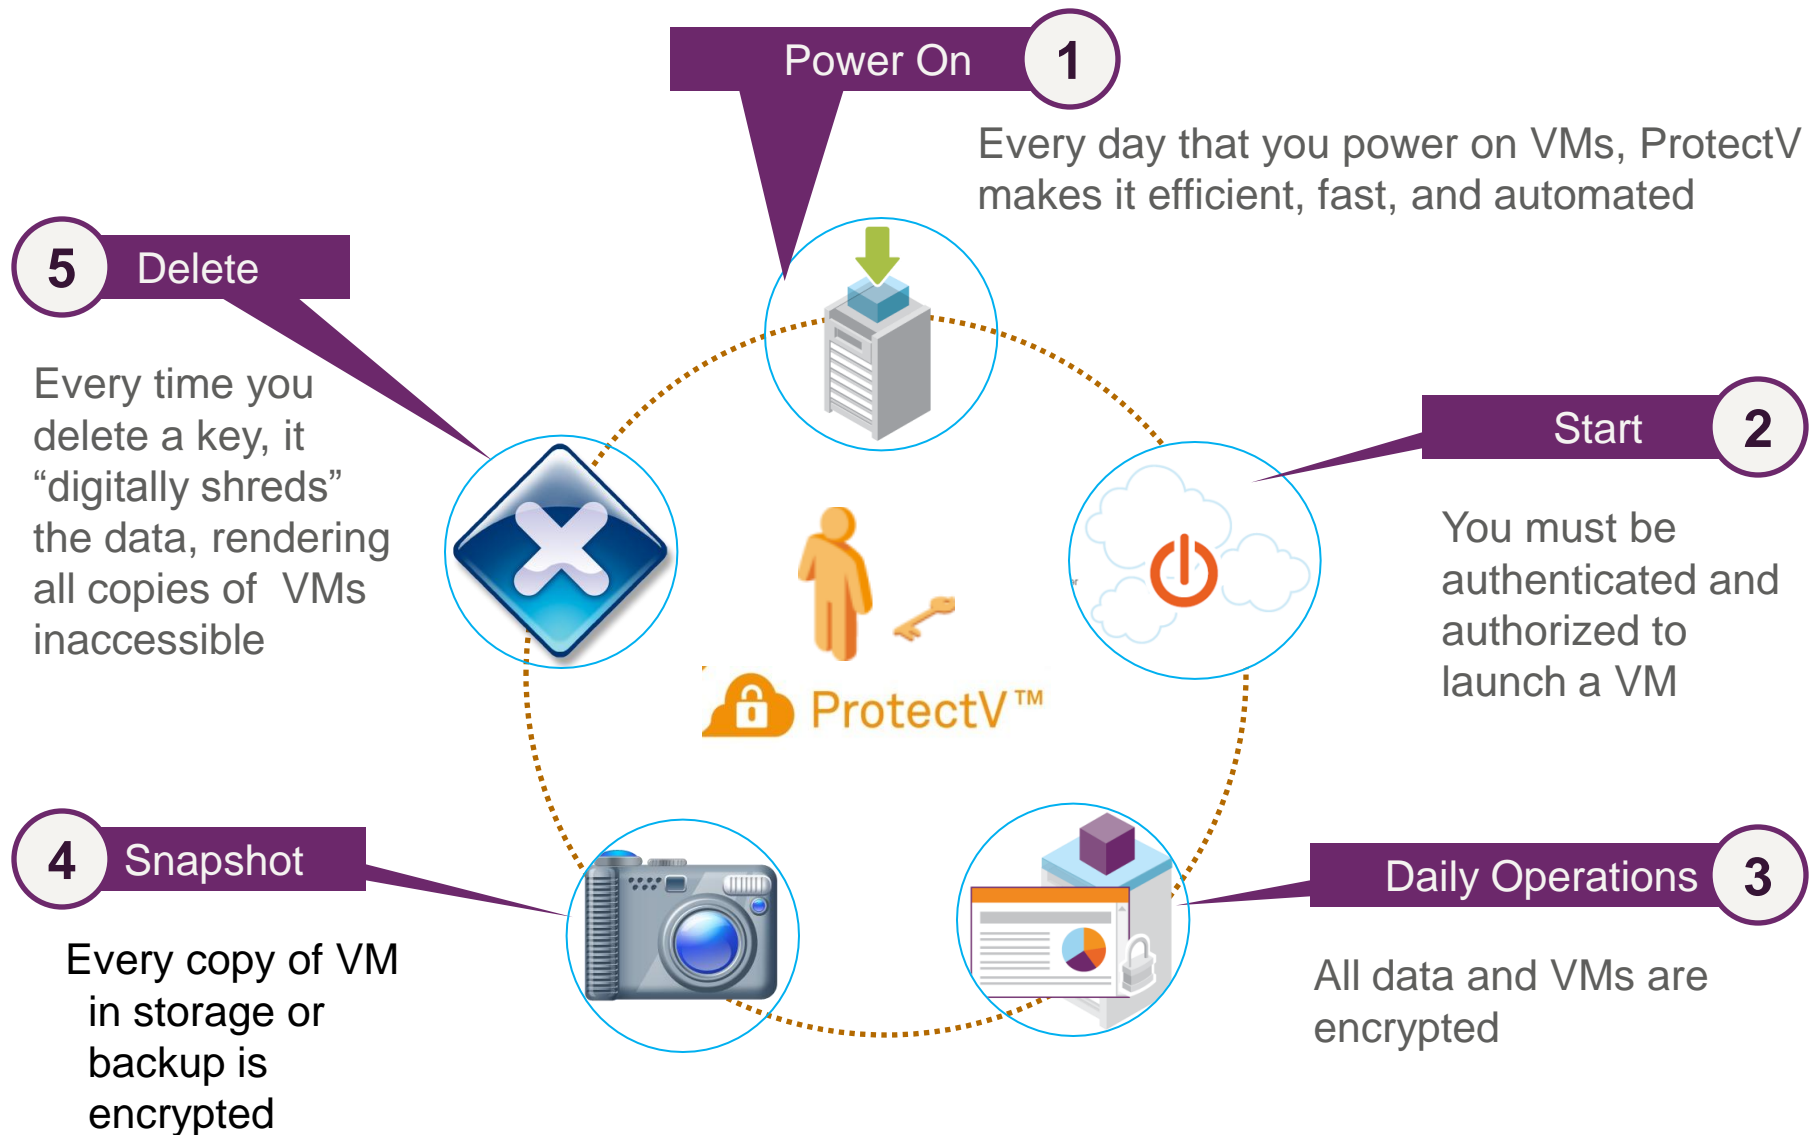 Power On
1
Every day that you power on VMs, ProtectV
makes it efficient, fast, and automated
Start
2
You must be
authenticated and
authorized to
launch a VM
Daily Operations
3
All data and VMs are
encrypted
4
Snapshot
Every copy of VM
in storage or
backup is
encrypted
5
Delete
Every time you
delete a key, it
“digitally shreds”
the data, rendering
all copies of  VMs
inaccessible
ProtectV™